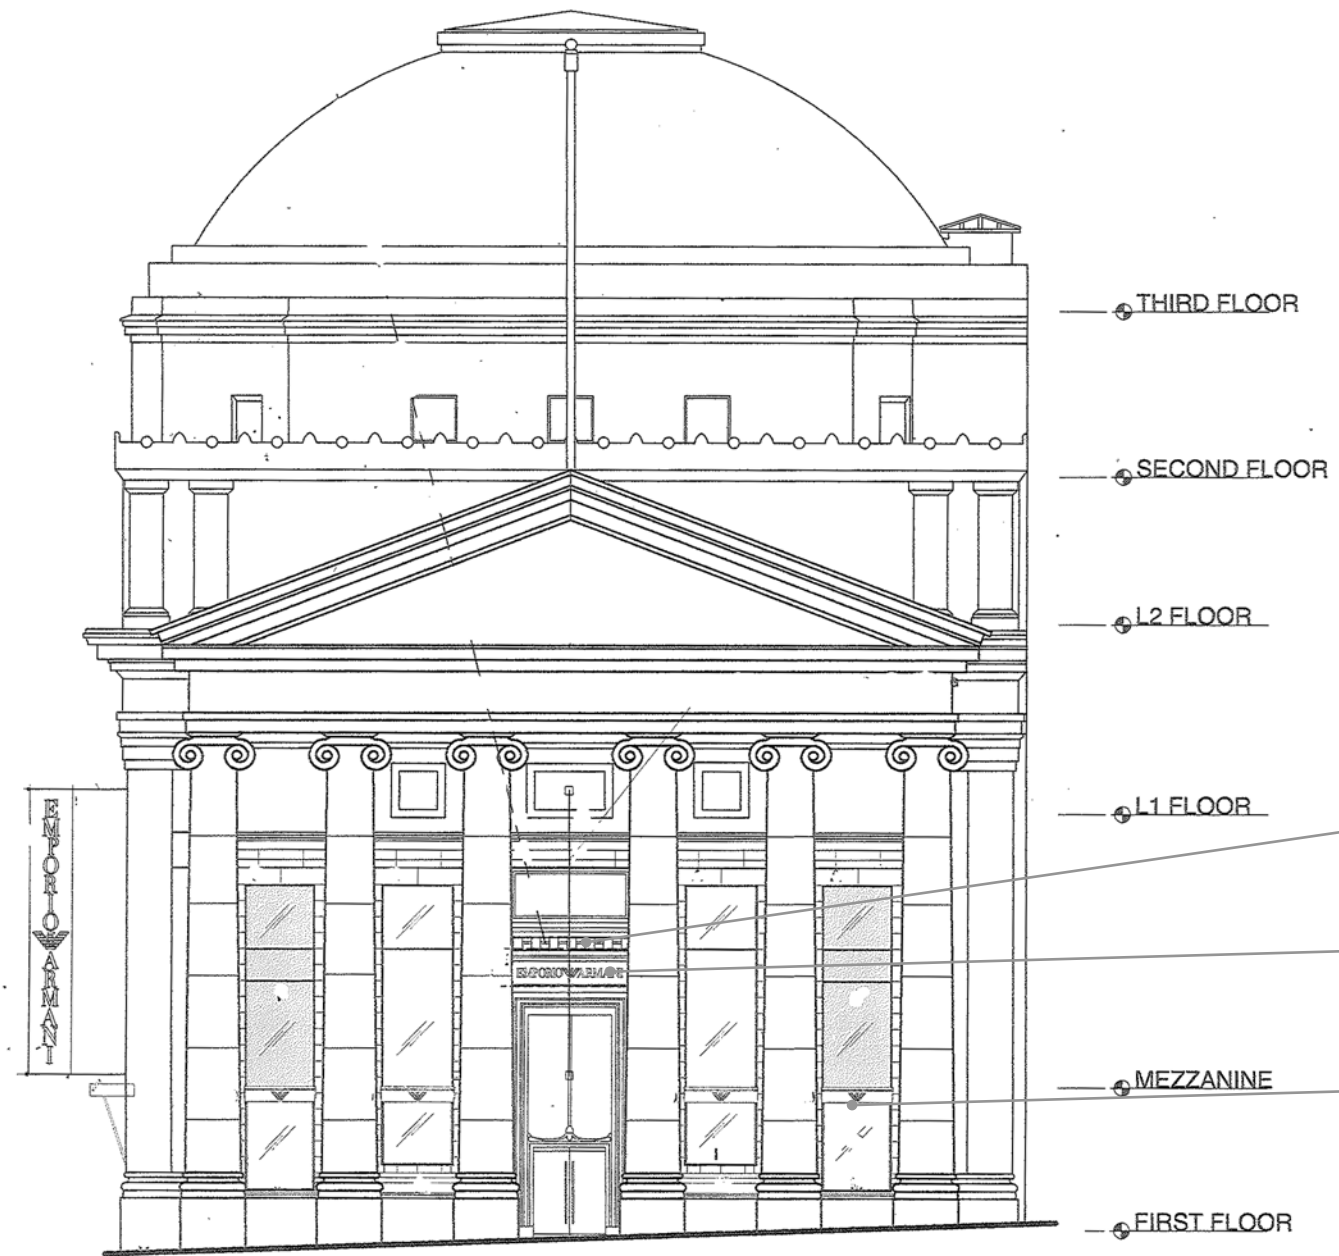 THIRD FLOOR
SECOND FLOOR
L2 FLOOR
L1 FLOOR
EMPORIO ARMANI
EMPORIO ARMANI
MEZZANINE
FIRST FLOOR